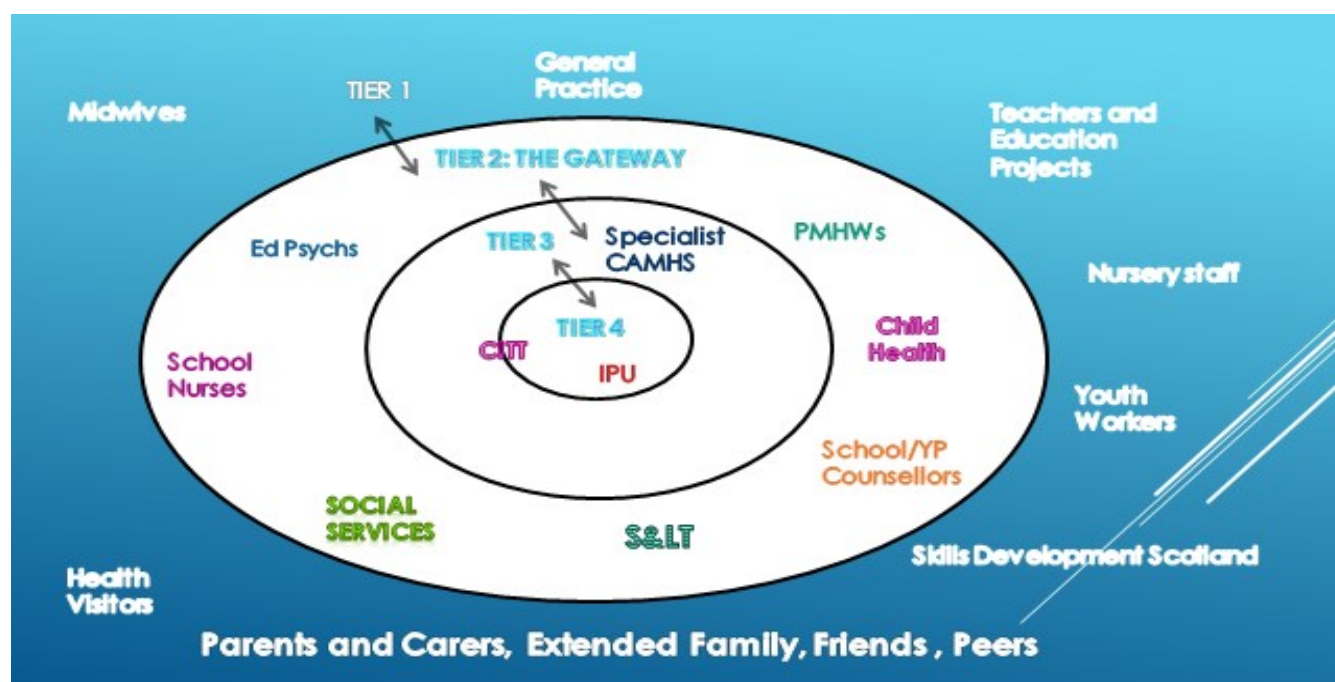 General
Practice
TIER 1
Midwives
Teachers and
Education
Projects
TIER 2: THE GATEWAY
PMHWs
Specialist
CAMHS
TIER 3
Ed Psychs
Nursery staff
TIER 4
Child
Health
CITT
IPU
School
Nurses
Youth
Workers
School/YP
Counsellors
SOCIAL
SERVICES
S&LT
Skills Development Scotland
Health
Visitors
Parents and Carers, Extended Family, Friends , Peers